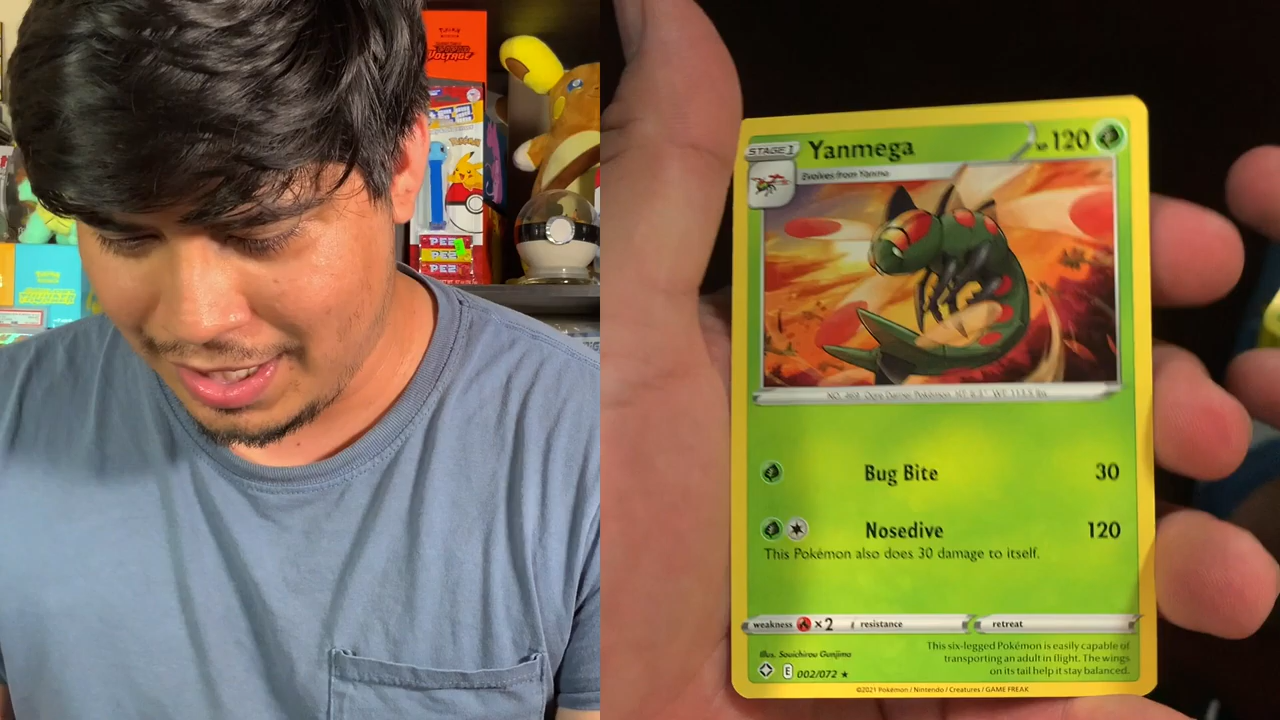 VOLTAGE
Pokémon
PEZ
PEZ
PEZ
STAGE 1
Yanmega
HP 120
Evolves from Yanma
Bug Bite 30
Nosedive 120
This Pokémon also does 30 damage to itself.
weakness ×2 resistance retreat
Illus. Souichirou Gunjima
This six-legged Pokémon is easily capable of
transporting an adult in flight. The wings
on its tail help it stay balanced.
E 002/072 ★
©2021 Pokémon / Nintendo / Creatures / GAME FREAK